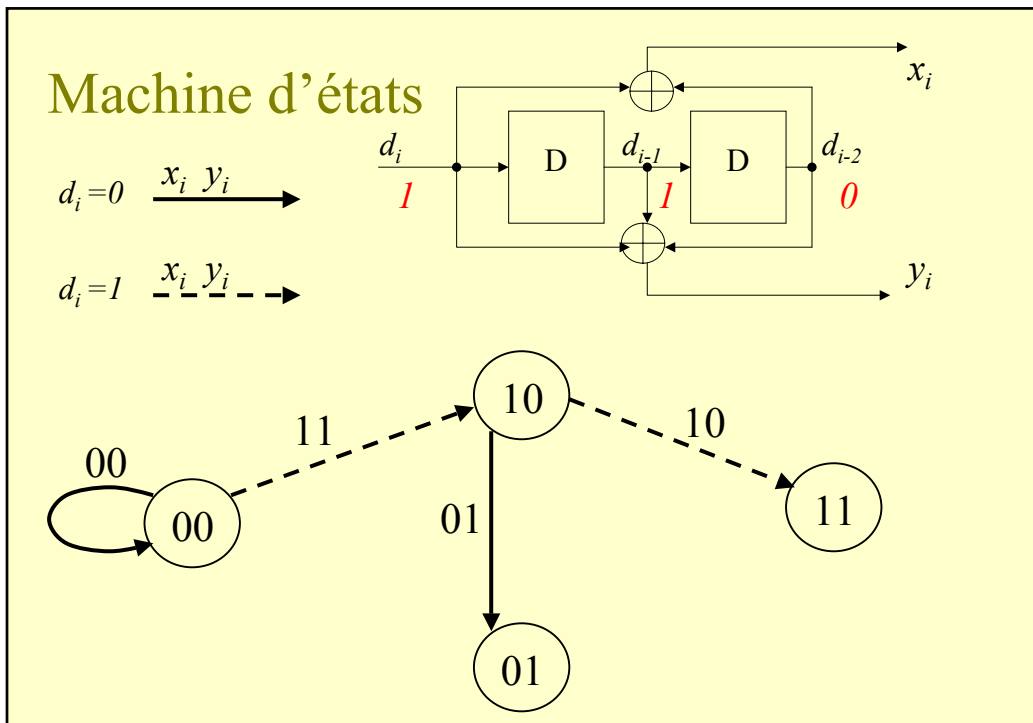 Machine d'états
x_i
d_i
D
d_{i-1}
D
d_{i-2}
1
1
0
d_i=0
x_i y_i
d_i=1
x_i y_i
y_i
10
11
10
00
00
11
01
01